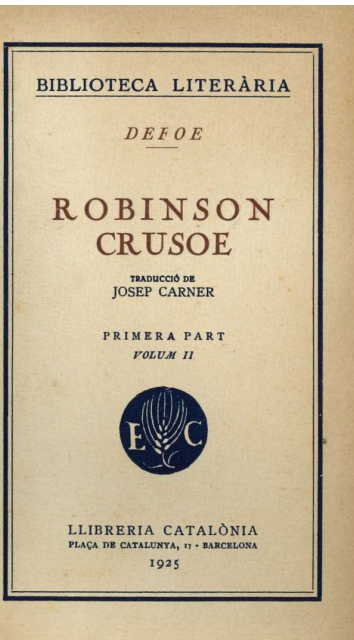 BIBLIOTECA LITERÀRIA
DEFOE
ROBINSON
CRUSOE
TRADUCCIÓ DE
JOSEP CARNER
PRIMERA PART
VOLUM II
E C
LLIBRERIA CATALÒNIA
PLAÇA DE CATALUNYA, 17 - BARCELONA
1925